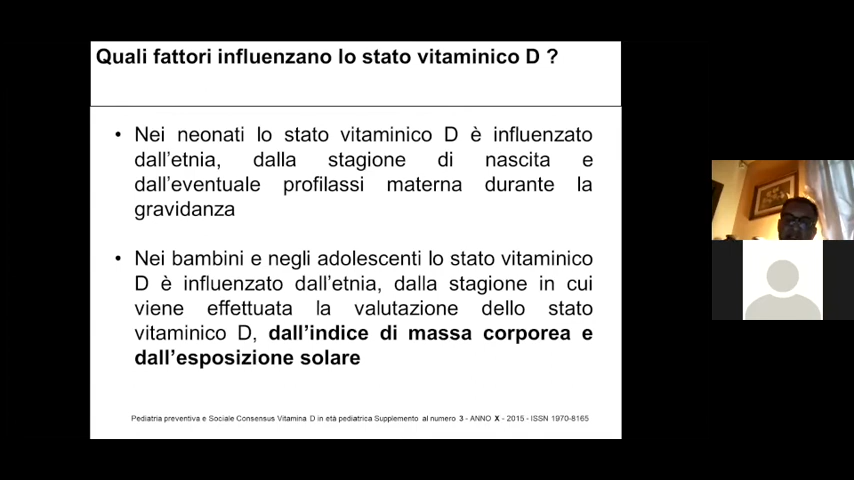 Quali fattori influenzano lo stato vitaminico D ?
• Nei neonati lo stato vitaminico D è influenzato
dall'etnia, dalla stagione di nascita e
dall'eventuale profilassi materna durante la
gravidanza
• Nei bambini e negli adolescenti lo stato vitaminico
D è influenzato dall'etnia, dalla stagione in cui
viene effettuata la valutazione dello stato
vitaminico D, dall'indice di massa corporea e
dall'esposizione solare
Pediatria preventiva e Sociale Consensus Vitamina D in età pediatrica Supplemento al numero 3 - ANNO X - 2015 - ISSN 1970-8165